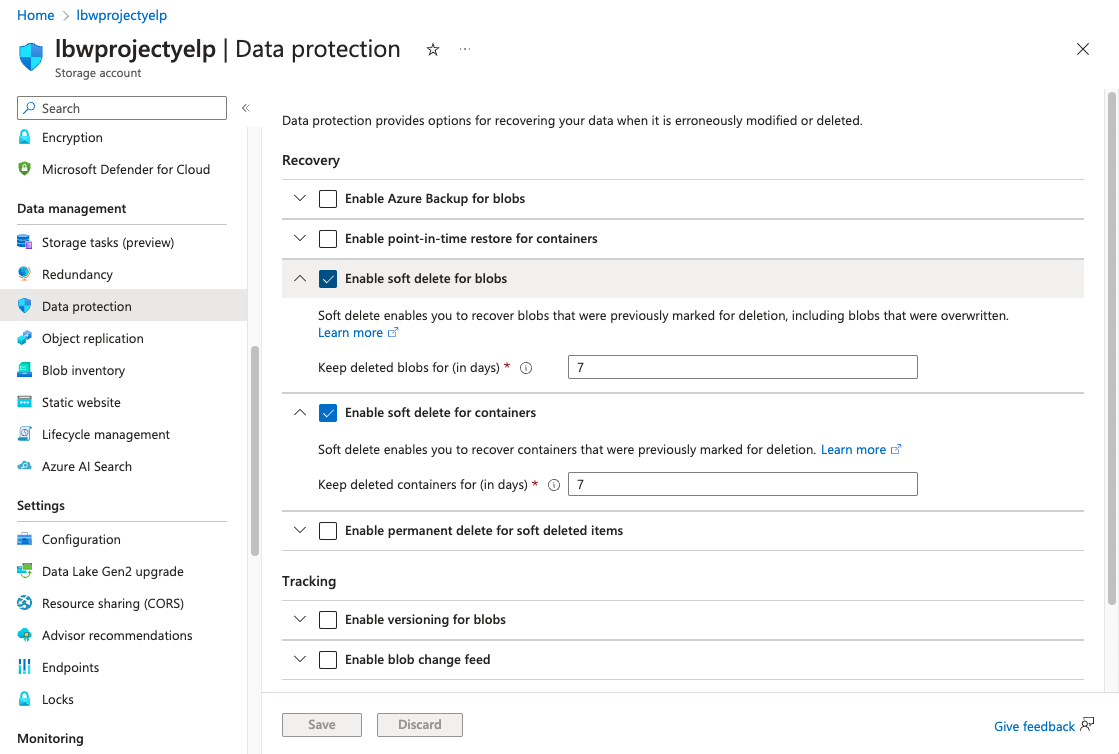 Home > lbwprojectyelp
lbwprojectyelp | Data protection
Storage account
Search
Encryption
Microsoft Defender for Cloud
Data management
Storage tasks (preview)
Redundancy
Data protection
Object replication
Blob inventory
Static website
Lifecycle management
Azure AI Search
Settings
Configuration
Data Lake Gen2 upgrade
Resource sharing (CORS)
Advisor recommendations
Endpoints
Locks
Monitoring
Data protection provides options for recovering your data when it is erroneously modified or deleted.
Recovery
Enable Azure Backup for blobs
Enable point-in-time restore for containers
Enable soft delete for blobs
Soft delete enables you to recover blobs that were previously marked for deletion, including blobs that were overwritten.
Learn more
Keep deleted blobs for (in days) * 7
Enable soft delete for containers
Soft delete enables you to recover containers that were previously marked for deletion. Learn more
Keep deleted containers for (in days) * 7
Enable permanent delete for soft deleted items
Tracking
Enable versioning for blobs
Enable blob change feed
Save Discard
Give feedback